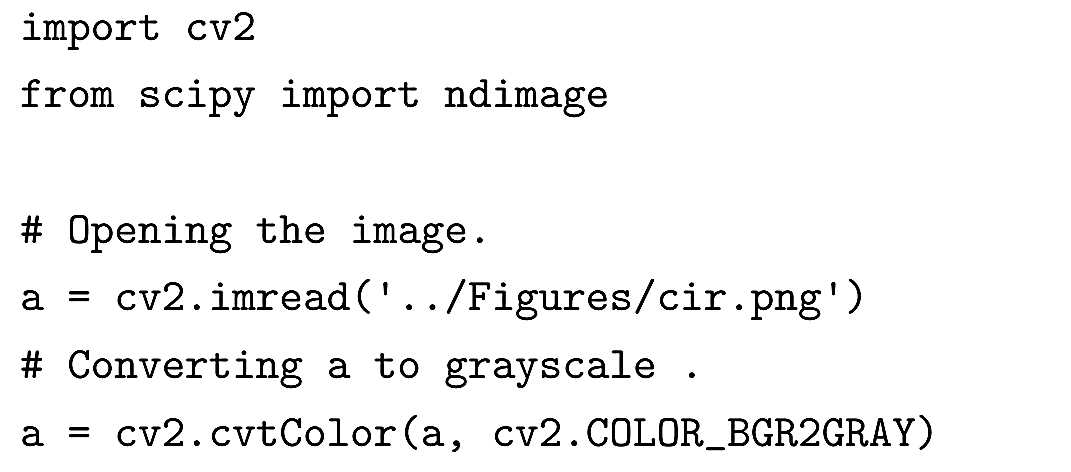 import cv2
from scipy import ndimage
# Opening the image.
a = cv2.imread('../Figures/cir.png')
# Converting a to grayscale .
a = cv2.cvtColor(a, cv2.COLOR_BGR2GRAY)